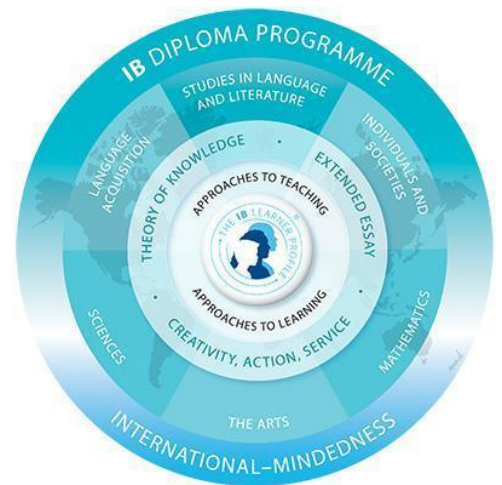 IB DIPLOMA PROGRAMME
STUDIES IN LANGUAGE
AND LITERATURE
LANGUAGE
ACQUISITION
INDIVIDUALS AND
SOCIETIES
THEORY OF KNOWLEDGE
•
EXTENDED ESSAY
•
CREATIVITY, ACTION, SERVICE
•
APPROACHES TO TEACHING
THE IB LEARNER PROFILE
®
APPROACHES TO LEARNING
SCIENCES
MATHEMATICS
THE ARTS
INTERNATIONAL–MINDEDNESS